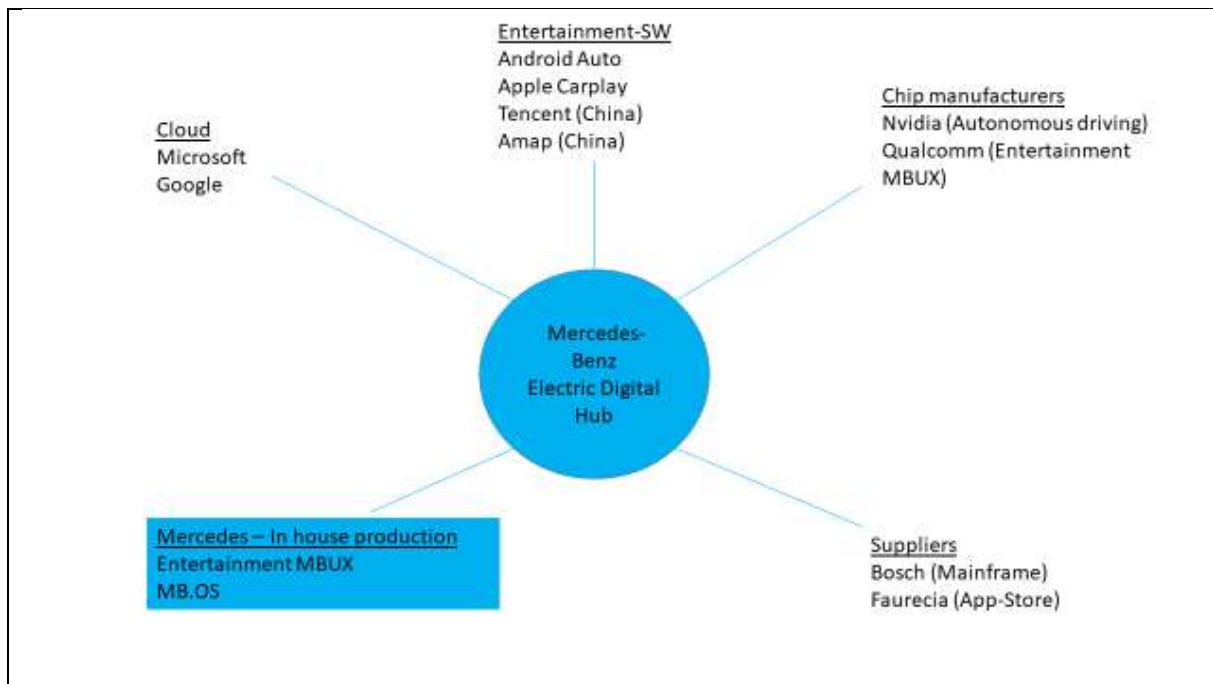 Entertainment-SW
Android Auto
Apple Carplay
Tencent (China)
Amap (China)
Cloud
Microsoft
Google
Chip manufacturers
Nvidia (Autonomous driving)
Qualcomm (Entertainment
MBUX)
Mercedes-
Benz
Electric Digital
Hub
Mercedes – In house production
Entertainment MBUX
MB.OS
Suppliers
Bosch (Mainframe)
Faurecia (App-Store)